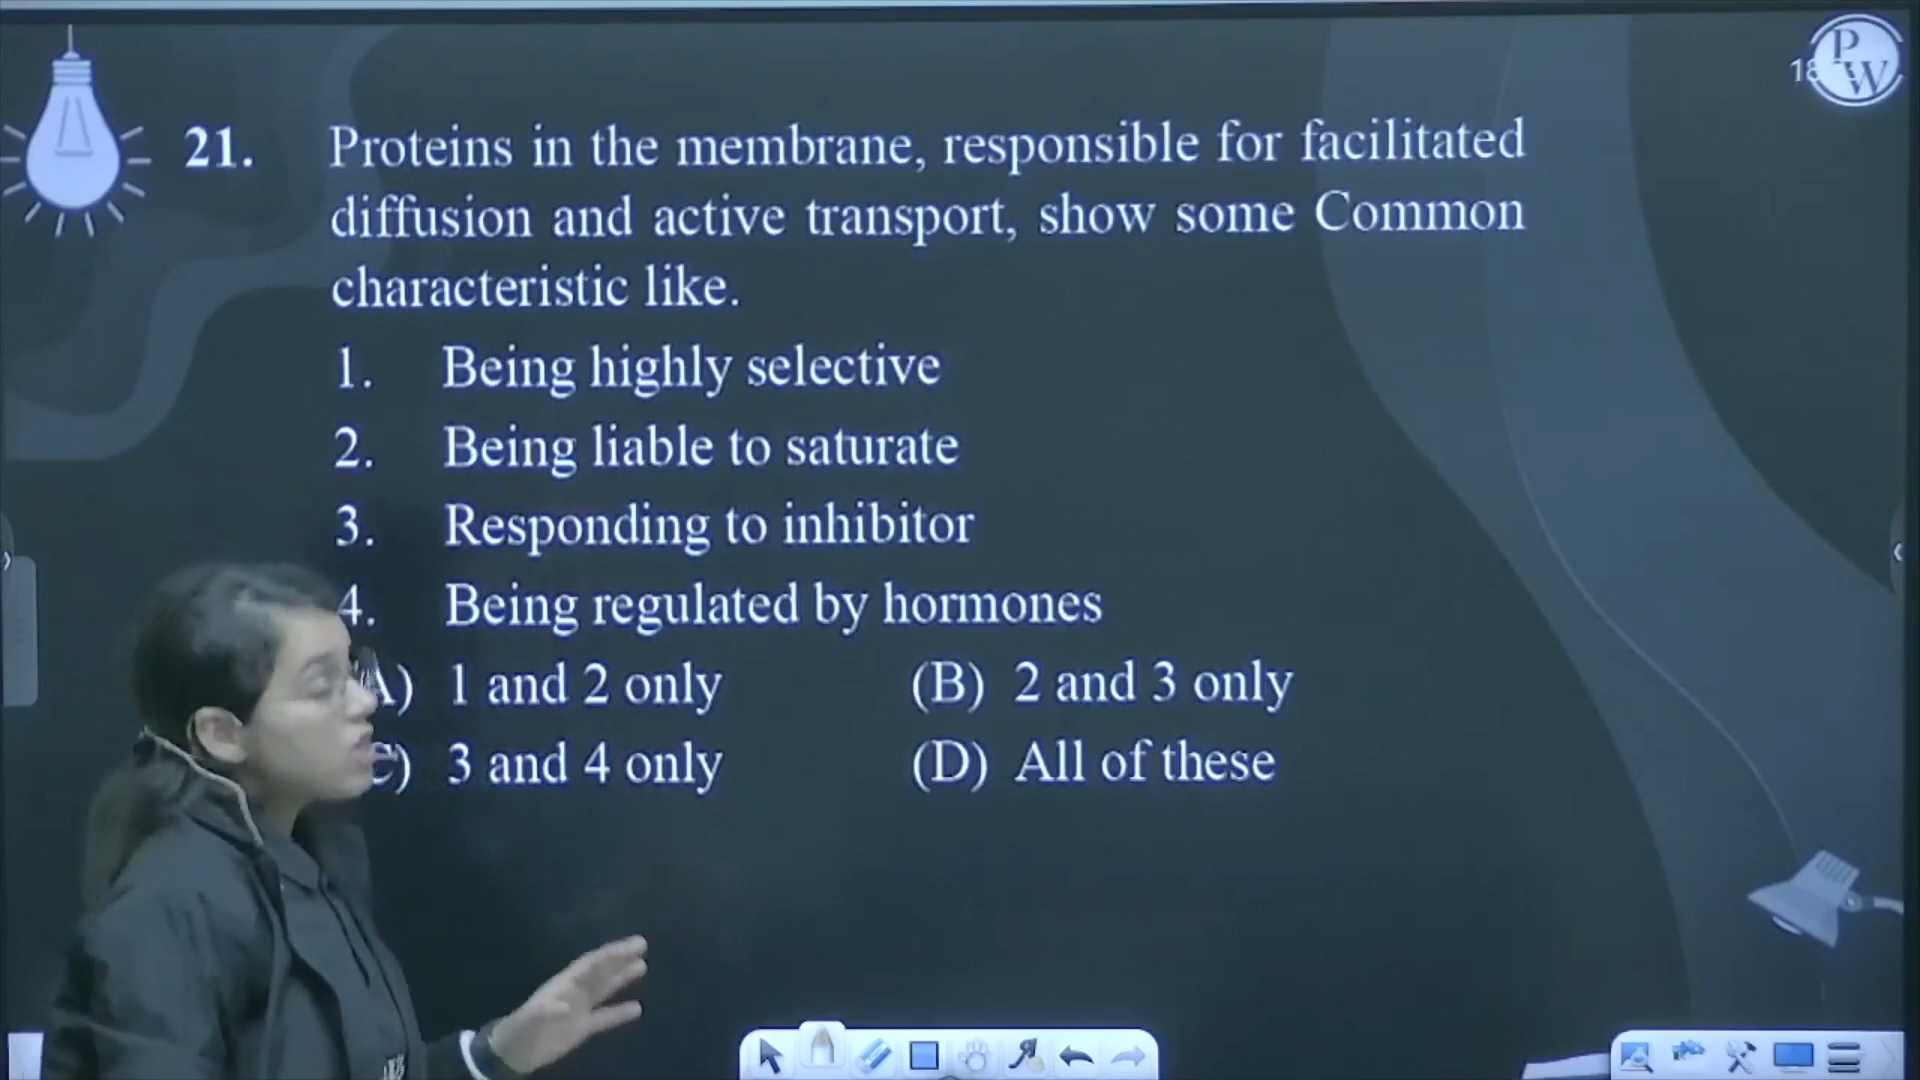 PW
21. Proteins in the membrane, responsible for facilitated
diffusion and active transport, show some Common
characteristic like.
1. Being highly selective
2. Being liable to saturate
3. Responding to inhibitor
4. Being regulated by hormones
A) 1 and 2 only (B) 2 and 3 only
C) 3 and 4 only (D) All of these